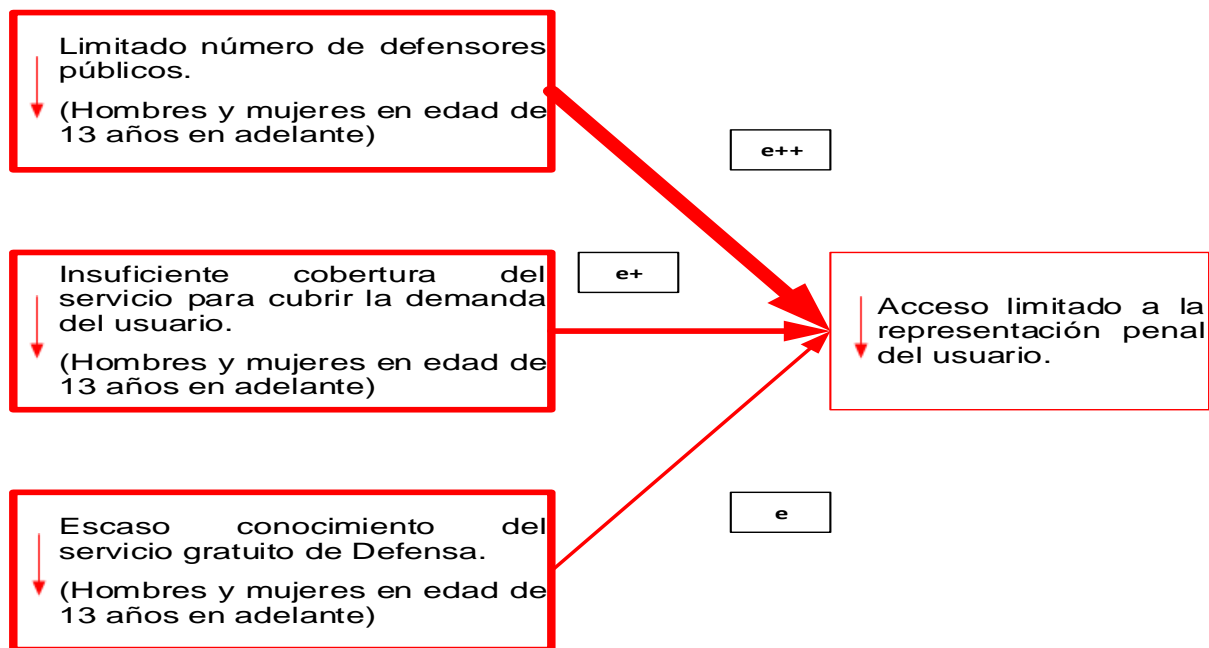 Limitado número de defensores
públicos.
(Hombres y mujeres en edad de
13 años en adelante)
e++
Insuficiente cobertura del
servicio para cubrir la demanda
del usuario.
(Hombres y mujeres en edad de
13 años en adelante)
e+
Acceso limitado a la
representación penal
del usuario.
Escaso conocimiento del
servicio gratuito de Defensa.
(Hombres y mujeres en edad de
13 años en adelante)
e